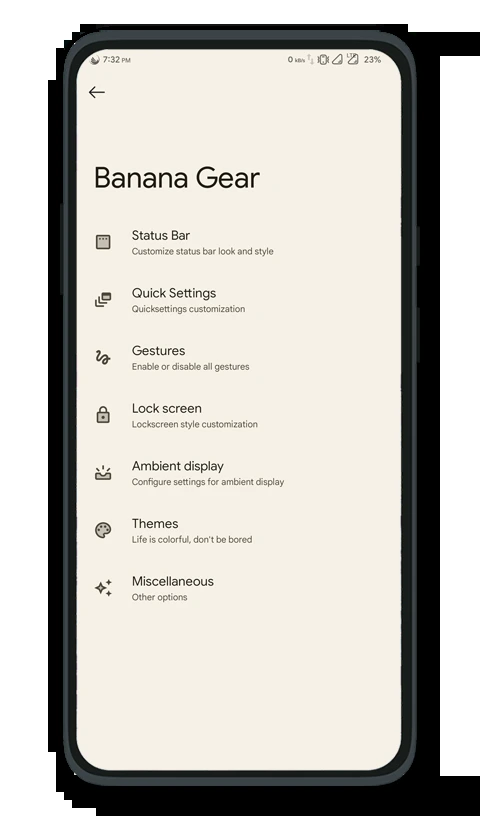 7:32 PM 0 kB/s 23%
Banana Gear
Status Bar
Customize status bar look and style
Quick Settings
Quicksettings customization
Gestures
Enable or disable all gestures
Lock screen
Lockscreen style customization
Ambient display
Configure settings for ambient display
Themes
Life is colorful, don't be bored
Miscellaneous
Other options